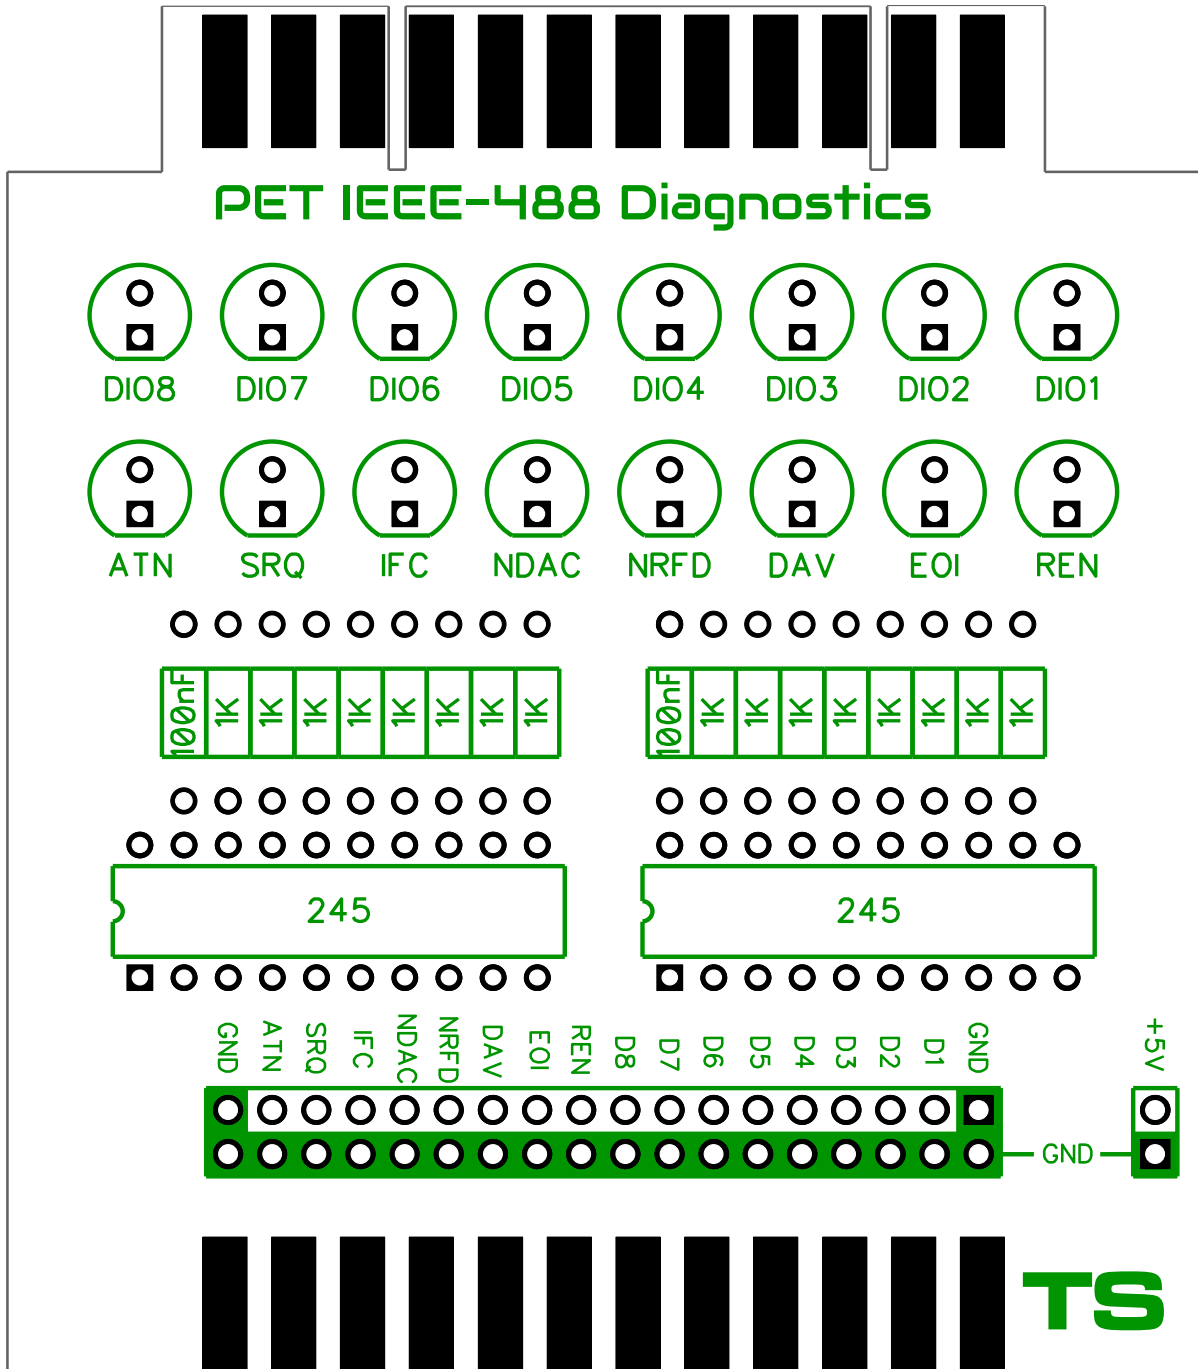 PET IEEE-488 Diagnostics
DIO8 DIO7 DIO6 DIO5 DIO4 DIO3 DIO2 DIO1
ATN SRQ IFC NDAC NRFD DAV EOI REN
100nF 1K 1K 1K 1K 1K 1K 1K 1K 100nF 1K 1K 1K 1K 1K 1K 1K 1K
245 245
GND ATN SRQ IFC NDAC NRFD DAV EOI REN D8 D7 D6 D5 D4 D3 D2 D1 GND +5V
GND
TS